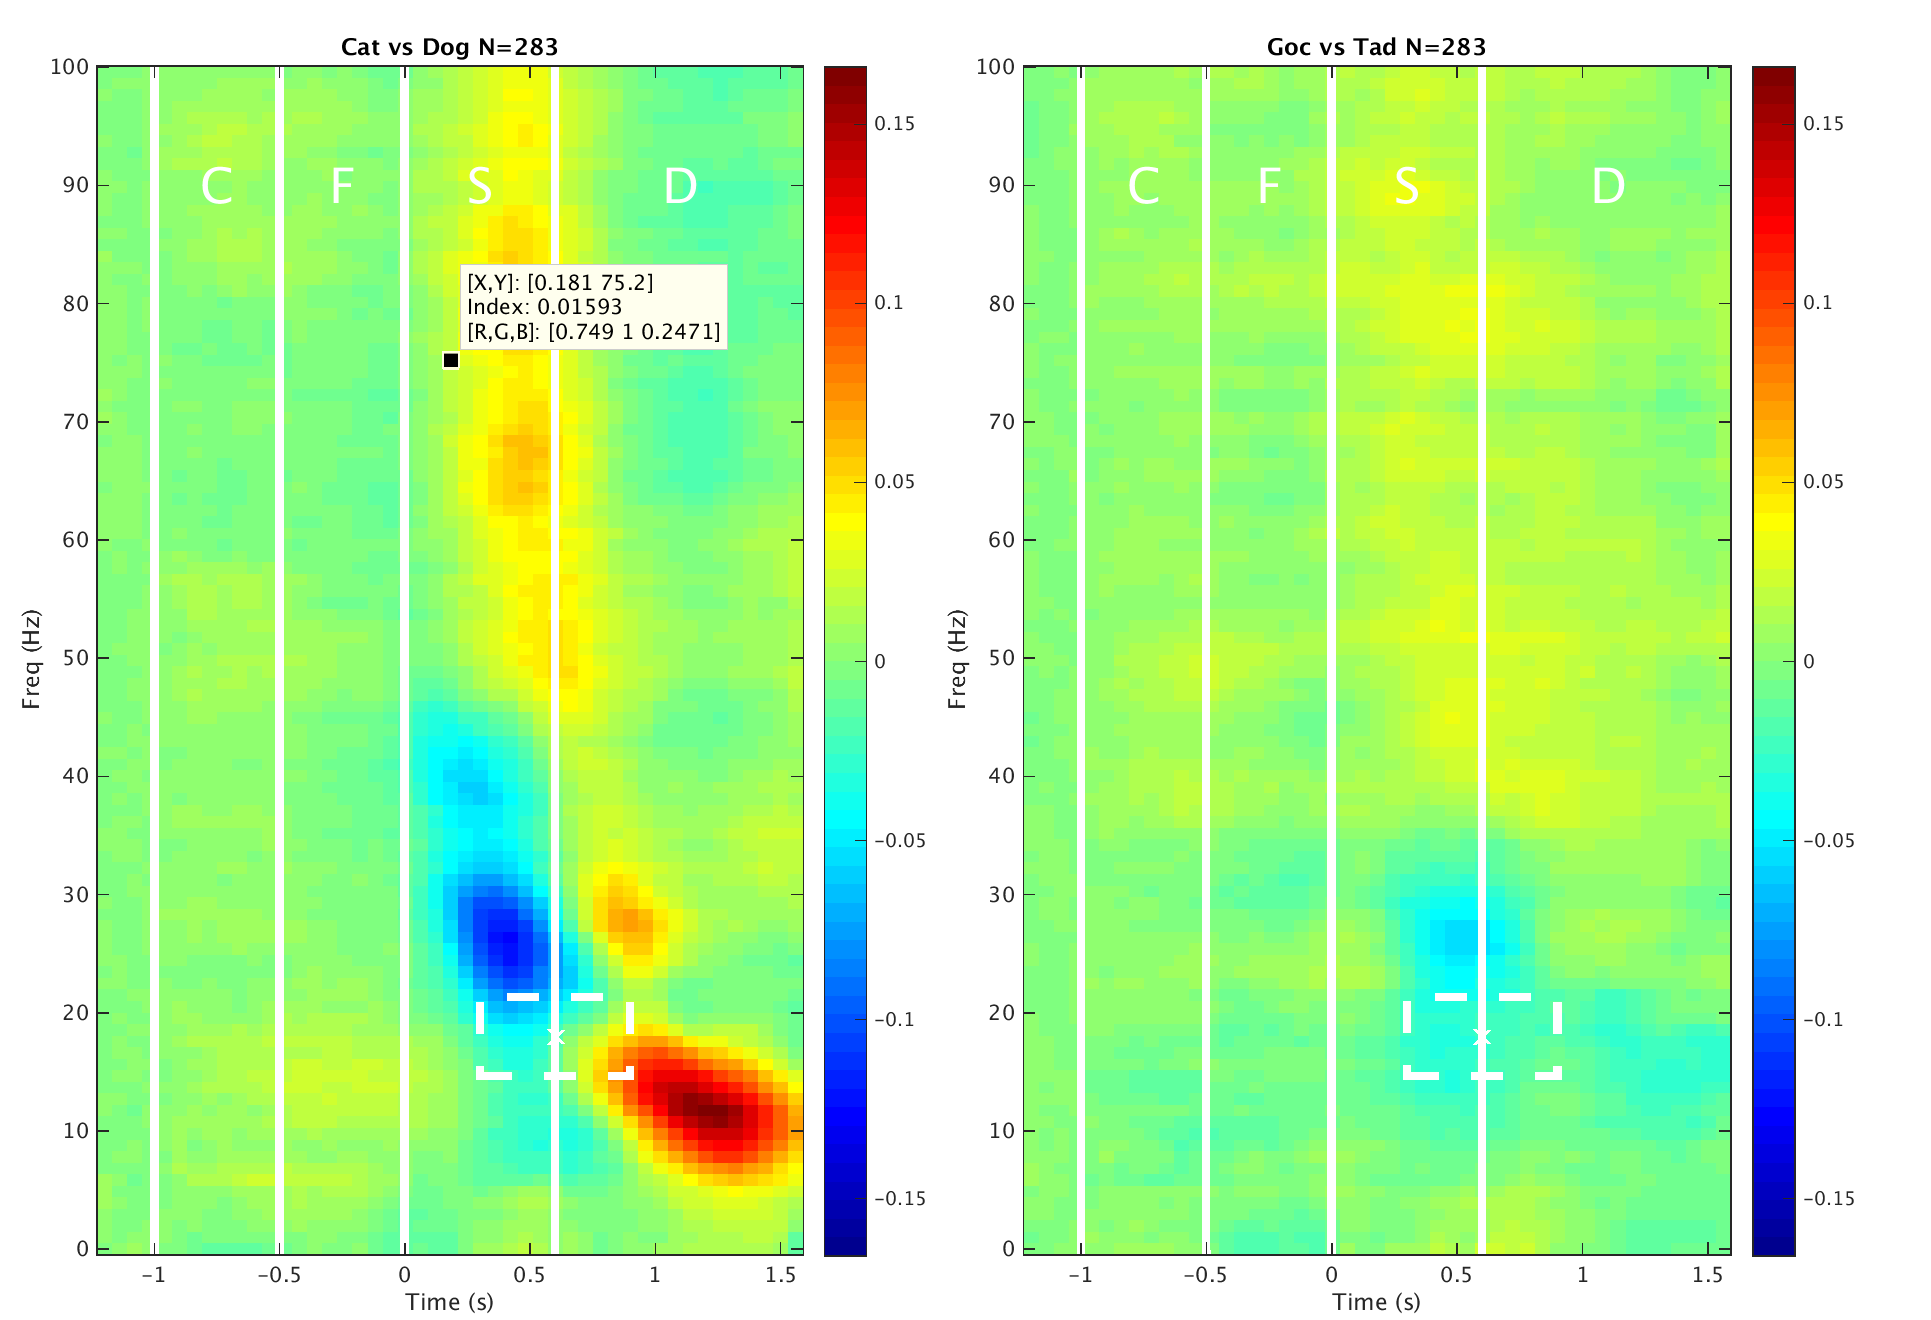 Cat vs Dog N=283
100
90
80
70
60
50
40
30
20
10
0
Freq (Hz)
C F S D
[X,Y]: [0.181 75.2]
Index: 0.01593
[R,G,B]: [0.749 1 0.2471]
x
−1 −0.5 0 0.5 1 1.5
Time (s)
0.15
0.1
0.05
0
−0.05
−0.1
−0.15
Goc vs Tad N=283
100
90
80
70
60
50
40
30
20
10
0
Freq (Hz)
C F S D
x
−1 −0.5 0 0.5 1 1.5
Time (s)
0.15
0.1
0.05
0
−0.05
−0.1
−0.15